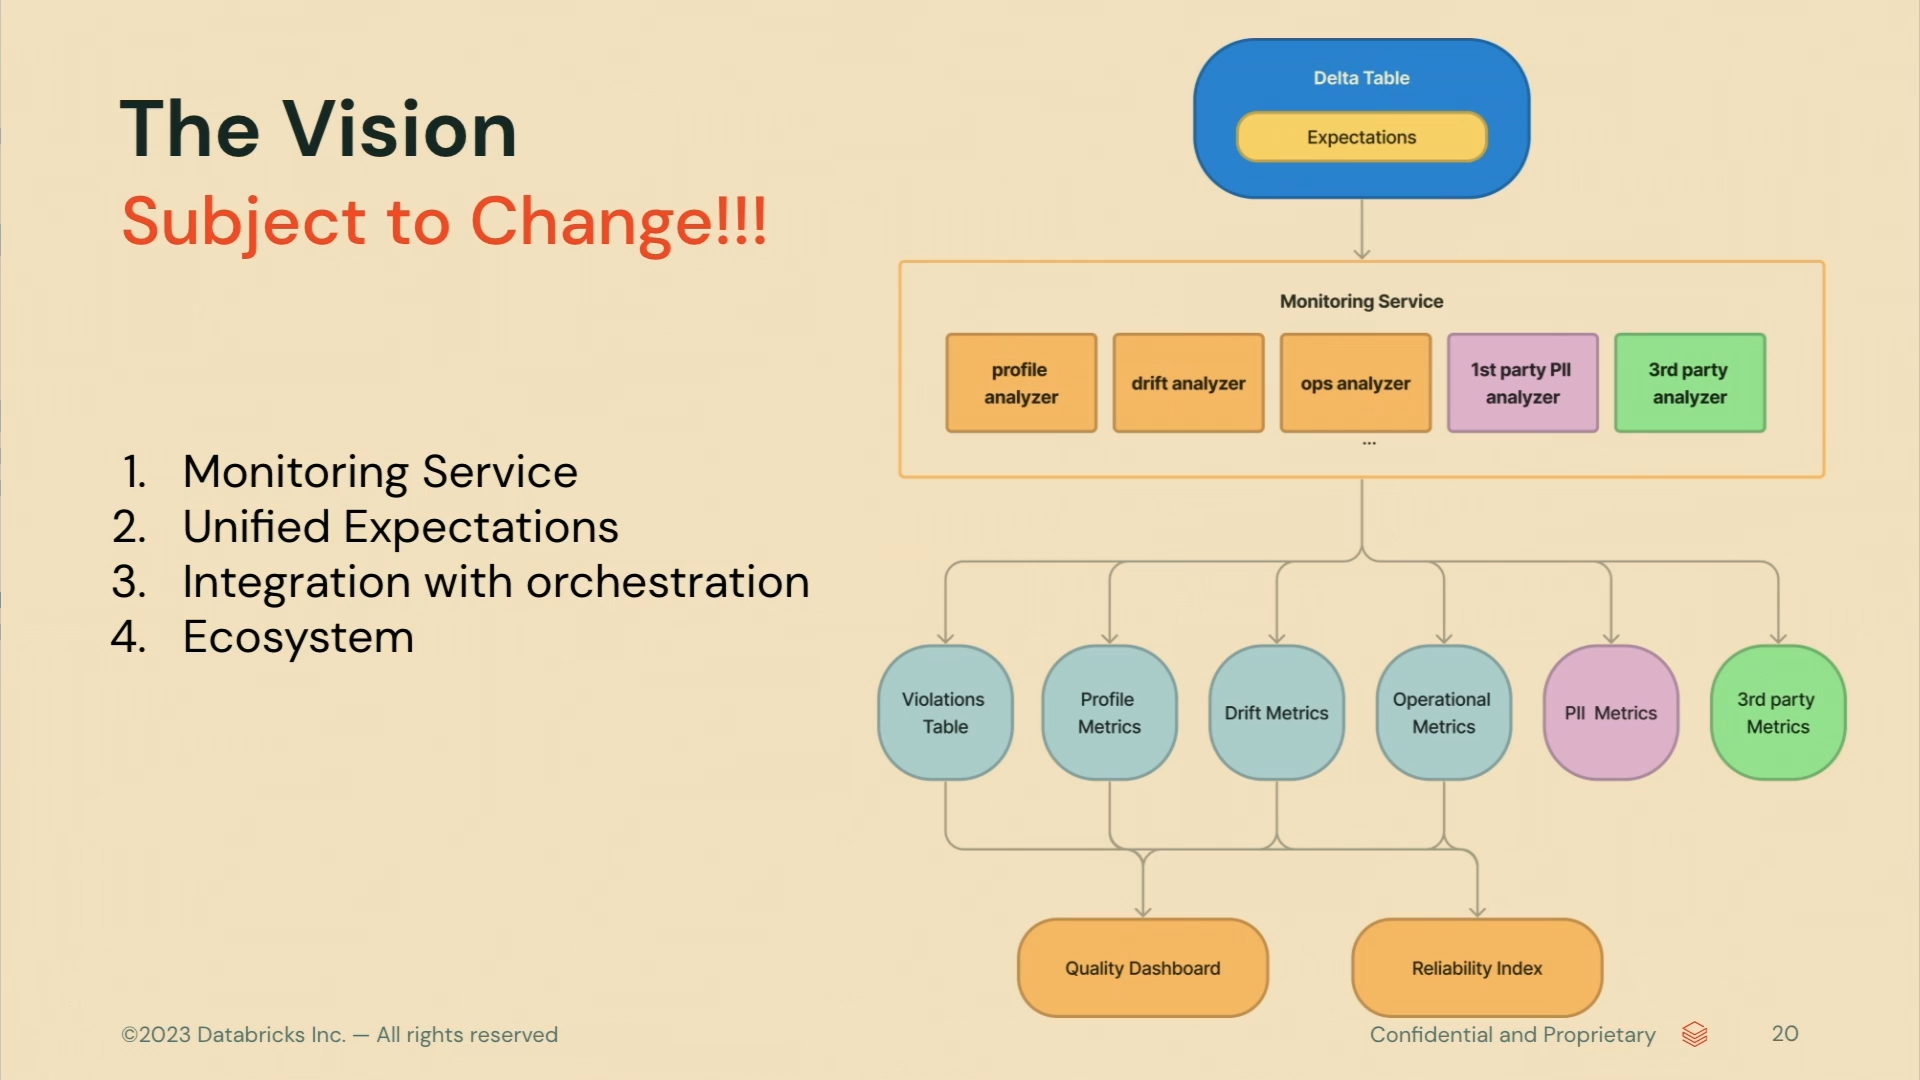 The Vision
Subject to Change!!!
1. Monitoring Service
2. Unified Expectations
3. Integration with orchestration
4. Ecosystem
Delta Table
Expectations
Monitoring Service
profile
analyzer
drift analyzer
ops analyzer
1st party PII
analyzer
3rd party
analyzer
...
Violations
Table
Profile
Metrics
Drift Metrics
Operational
Metrics
PII Metrics
3rd party
Metrics
Quality Dashboard
Reliability Index
©2023 Databricks Inc. — All rights reserved
Confidential and Proprietary
20